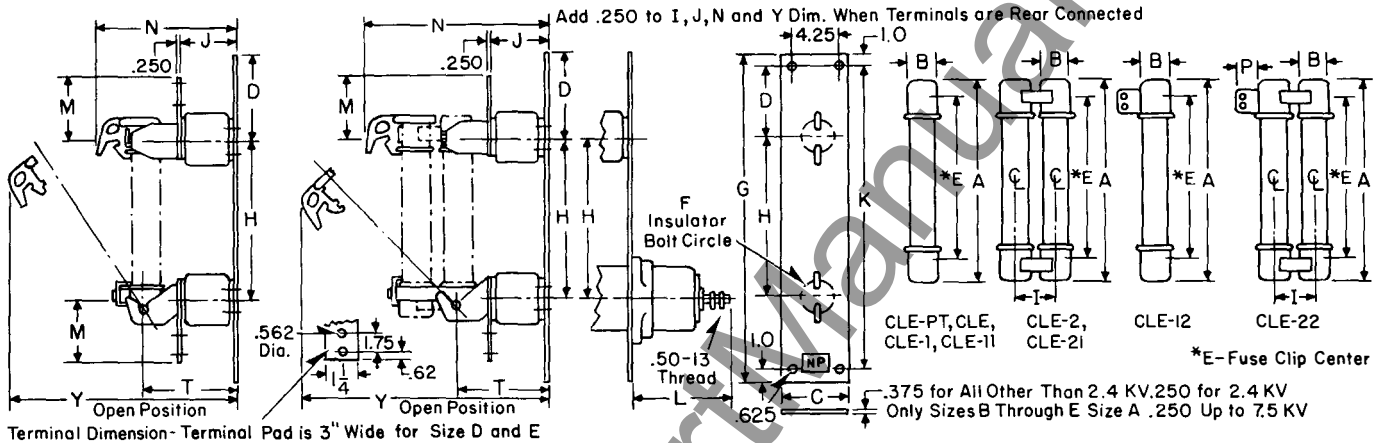 Add .250 to I, J, N and Y Dim. When Terminals are Rear Connected
N
J
.250
M
D
H
M
T
Y
Open Position
N
J
.250
M
D
H
H
.562
Dia.
1.75
.62
1 1/4
T
Y
Open Position
Terminal Dimension- Terminal Pad is 3" Wide for Size D and E
L
.50-13
Thread
4.25
1.0
D
G
H
K
F
Insulator
Bolt Circle
1.0
NP
C
.625
.375 for All Other Than 2.4 KV. .250 for 2.4 KV
Only Sizes B Through E Size A .250 Up to 7.5 KV
B
*E
A
CLE-PT, CLE,
CLE-1, CLE-11
B
℄
℄
*E
A
I
CLE-2,
CLE-21
B
*E
A
CLE-12
P
B
℄
℄
*E
A
I
CLE-22
*E-Fuse Clip Center